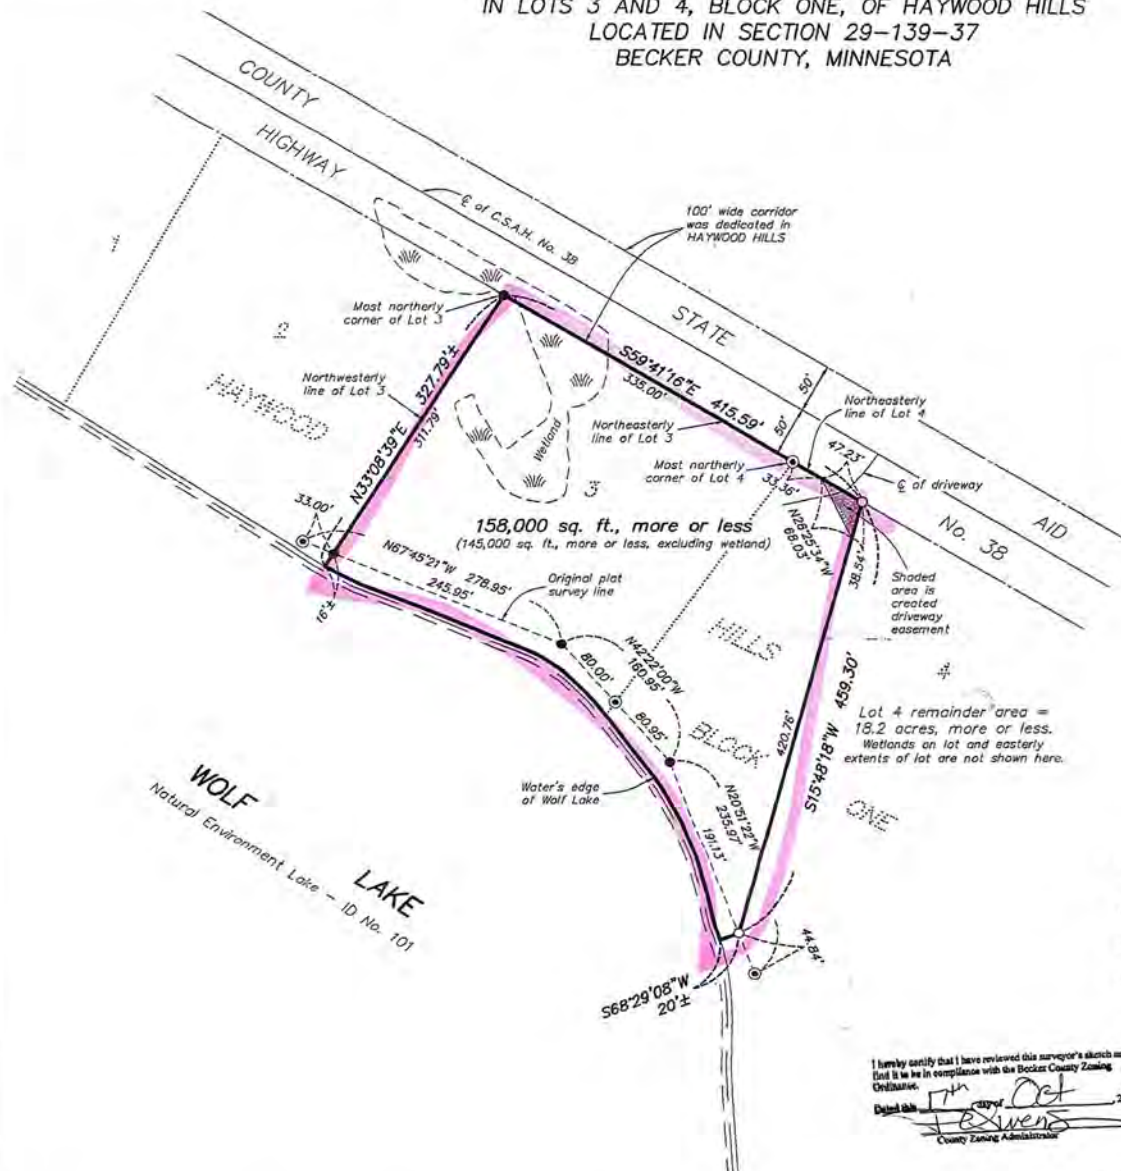 IN LOTS 3 AND 4, BLOCK ONE, OF HAYWOOD HILLS
LOCATED IN SECTION 29-139-37
BECKER COUNTY, MINNESOTA
COUNTY
HIGHWAY
℄ of C.S.A.H. No. 38
100' wide corridor
was dedicated in
HAYWOOD HILLS
STATE
AID
No. 38
1
2
HAYWOOD
Most northerly
corner of Lot 3
Northwesterly
line of Lot 3
N33°08'39"E 327.79'±
311.79'
S59°41'16"E 415.59'
335.00'
50'
50'
Northeasterly
line of Lot 4
Northeasterly
line of Lot 3
Most northerly
corner of Lot 4
47.23'
33.36'
℄ of driveway
Wetland
3
158,000 sq. ft., more or less
(145,000 sq. ft., more or less, excluding wetland)
N26°25'34"W
68.03'
38.54'
Shaded
area is
created
driveway
easement
33.00'
N67°45'21"W 278.95'
245.95'
Original plat
survey line
16'±
HILLS
N42°22'00"W
160.95'
80.00'
80.95'
BLOCK
4
Lot 4 remainder area =
18.2 acres, more or less.
Wetlands on lot and easterly
extents of lot are not shown here.
S15°48'18"W 459.30'
420.76'
ONE
WOLF
LAKE
Natural Environment Lake - ID No. 101
Water's edge
of Wolf Lake
N20°51'22"W
235.97'
191.13'
44.84'
S68°29'08"W
20'±
I hereby certify that I have reviewed this surveyor's sketch
find it to be in compliance with the Becker County Zoning
Ordinance.
Dated this 17th day of Oct
County Zoning Administrator